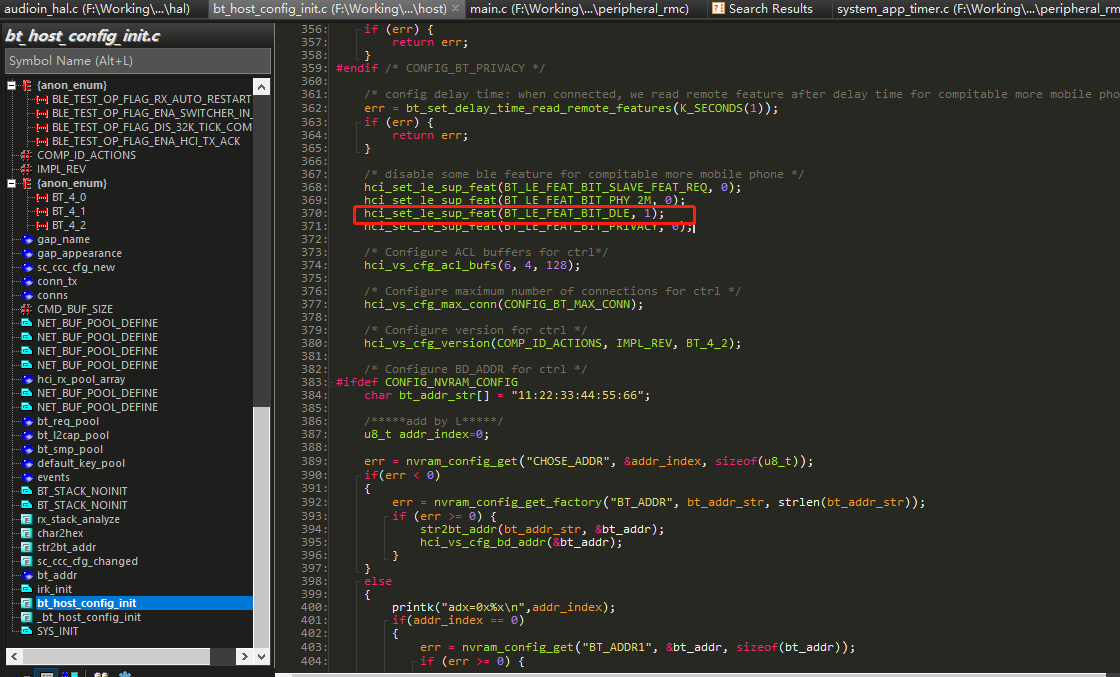 audioin_hal.c (F:\Working\...\hal)
bt_host_config_init.c (F:\Working\...\host)
main.c (F:\Working\...\peripheral_rmc)
Search Results
system_app_timer.c (F:\Working\...\peripheral_rm
bt_host_config_init.c
Symbol Name (Alt+L)
{anon_enum}
BLE_TEST_OP_FLAG_RX_AUTO_RESTART
BLE_TEST_OP_FLAG_ENA_SWITCHER_IN_
BLE_TEST_OP_FLAG_DIS_32K_TICK_COM
BLE_TEST_OP_FLAG_ENA_HCI_TX_ACK
COMP_ID_ACTIONS
IMPL_REV
{anon_enum}
BT_4_0
BT_4_1
BT_4_2
gap_name
gap_appearance
sc_ccc_cfg_new
conn_tx
conns
CMD_BUF_SIZE
NET_BUF_POOL_DEFINE
NET_BUF_POOL_DEFINE
NET_BUF_POOL_DEFINE
NET_BUF_POOL_DEFINE
hci_rx_pool_array
NET_BUF_POOL_DEFINE
NET_BUF_POOL_DEFINE
bt_req_pool
bt_l2cap_pool
bt_smp_pool
default_key_pool
events
BT_STACK_NOINIT
BT_STACK_NOINIT
rx_stack_analyze
char2hex
str2bt_addr
sc_ccc_cfg_changed
bt_addr
irk_init
bt_host_config_init
_bt_host_config_init
SYS_INIT
356: if (err) {
357: return err;
358: }
359: #endif /* CONFIG_BT_PRIVACY */
360:
361: /* config delay time: when connected, we read remote feature after delay time for compitable more mobile pho
362: err = bt_set_delay_time_read_remote_features(K_SECONDS(1));
363: if (err) {
364: return err;
365: }
366:
367: /* disable some ble feature for compitable more mobile phone */
368: hci_set_le_sup_feat(BT_LE_FEAT_BIT_SLAVE_FEAT_REQ, 0);
369: hci_set_le_sup_feat(BT_LE_FEAT_BIT_PHY_2M, 0);
370: hci_set_le_sup_feat(BT_LE_FEAT_BIT_DLE, 1);
371: hci_set_le_sup_feat(BT_LE_FEAT_BIT_PRIVACY, 0);
372:
373: /* Configure ACL buffers for ctrl*/
374: hci_vs_cfg_acl_bufs(6, 4, 128);
375:
376: /* Configure maximum number of connections for ctrl */
377: hci_vs_cfg_max_conn(CONFIG_BT_MAX_CONN);
378:
379: /* Configure version for ctrl */
380: hci_vs_cfg_version(COMP_ID_ACTIONS, IMPL_REV, BT_4_2);
381:
382: /* Configure BD_ADDR for ctrl */
383: #ifdef CONFIG_NVRAM_CONFIG
384: char bt_addr_str[] = "11:22:33:44:55:66";
385:
386: /*****add by L*****/
387: u8_t addr_index=0;
388:
389: err = nvram_config_get("CHOSE_ADDR", &addr_index, sizeof(u8_t));
390: if(err < 0)
391: {
392: err = nvram_config_get_factory("BT_ADDR", bt_addr_str, strlen(bt_addr_str));
393: if (err >= 0) {
394: str2bt_addr(bt_addr_str, &bt_addr);
395: hci_vs_cfg_bd_addr(&bt_addr);
396: }
397: }
398: else
399: {
400: printk("adx=0x%x\n",addr_index);
401: if(addr_index == 0)
402: {
403: err = nvram_config_get("BT_ADDR1", &bt_addr, sizeof(bt_addr));
404: if (err >= 0) {